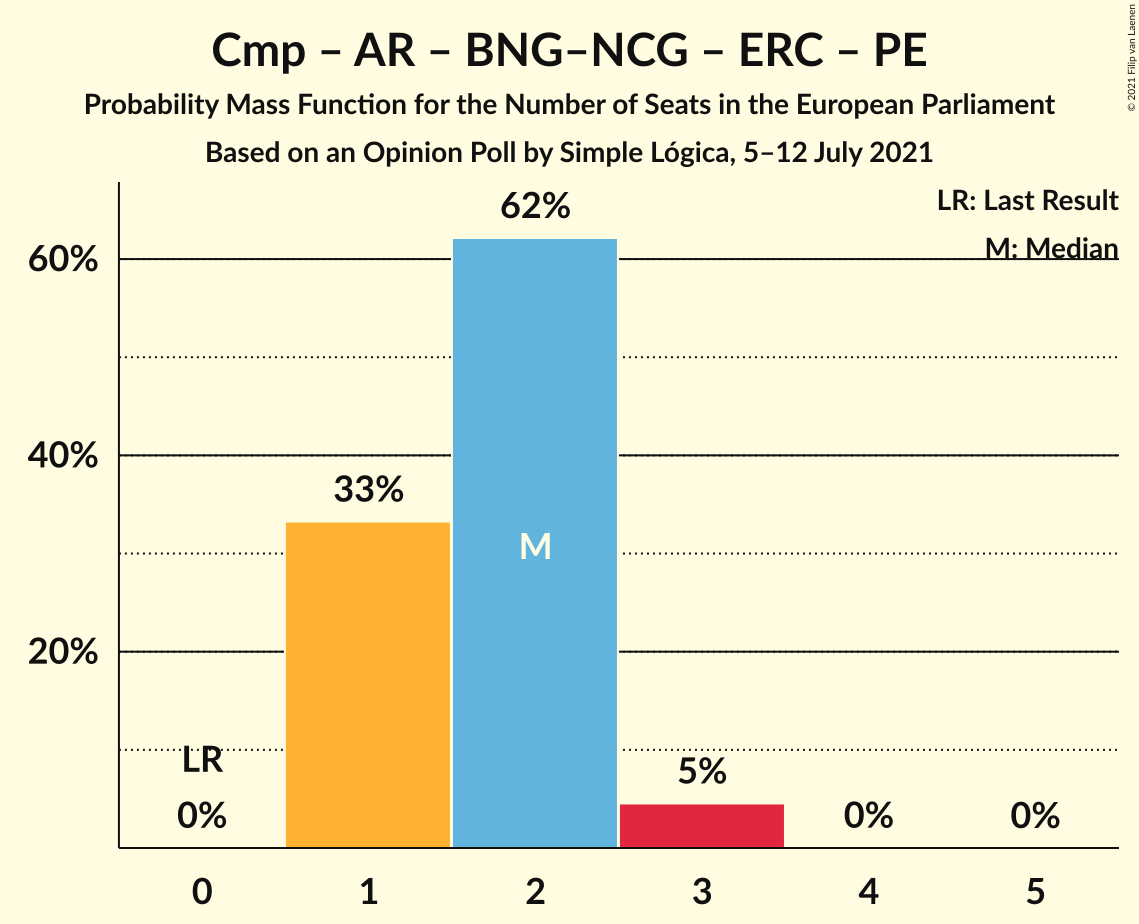 Cmp – AR – BNG–NCG – ERC – PE
Probability Mass Function for the Number of Seats in the European Parliament
Based on an Opinion Poll by Simple Lógica, 5–12 July 2021
© 2021 Filip van Laenen
LR: Last Result
M: Median
62%
60%
40%
33%
M
20%
LR
5%
0%
0%
0%
0 1 2 3 4 5